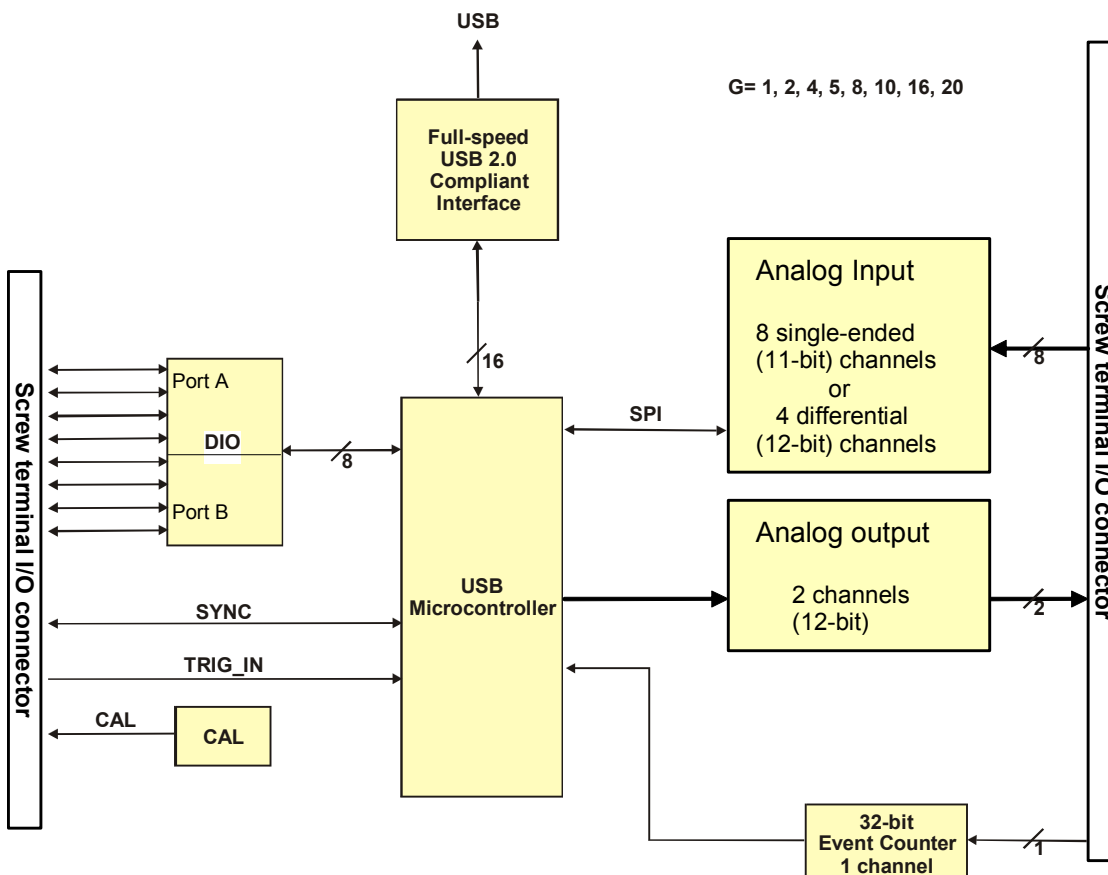 USB
G= 1, 2, 4, 5, 8, 10, 16, 20
Full-speed
USB 2.0
Compliant
Interface
16
Screw terminal I/O connector
Port A
DIO
Port B
8
SYNC
TRIG_IN
CAL
CAL
USB
Microcontroller
SPI
Analog Input
8 single-ended
(11-bit) channels
or
4 differential
(12-bit) channels
8
Analog output
2 channels
(12-bit)
2
32-bit
Event Counter
1 channel
1
Screw terminal I/O connector